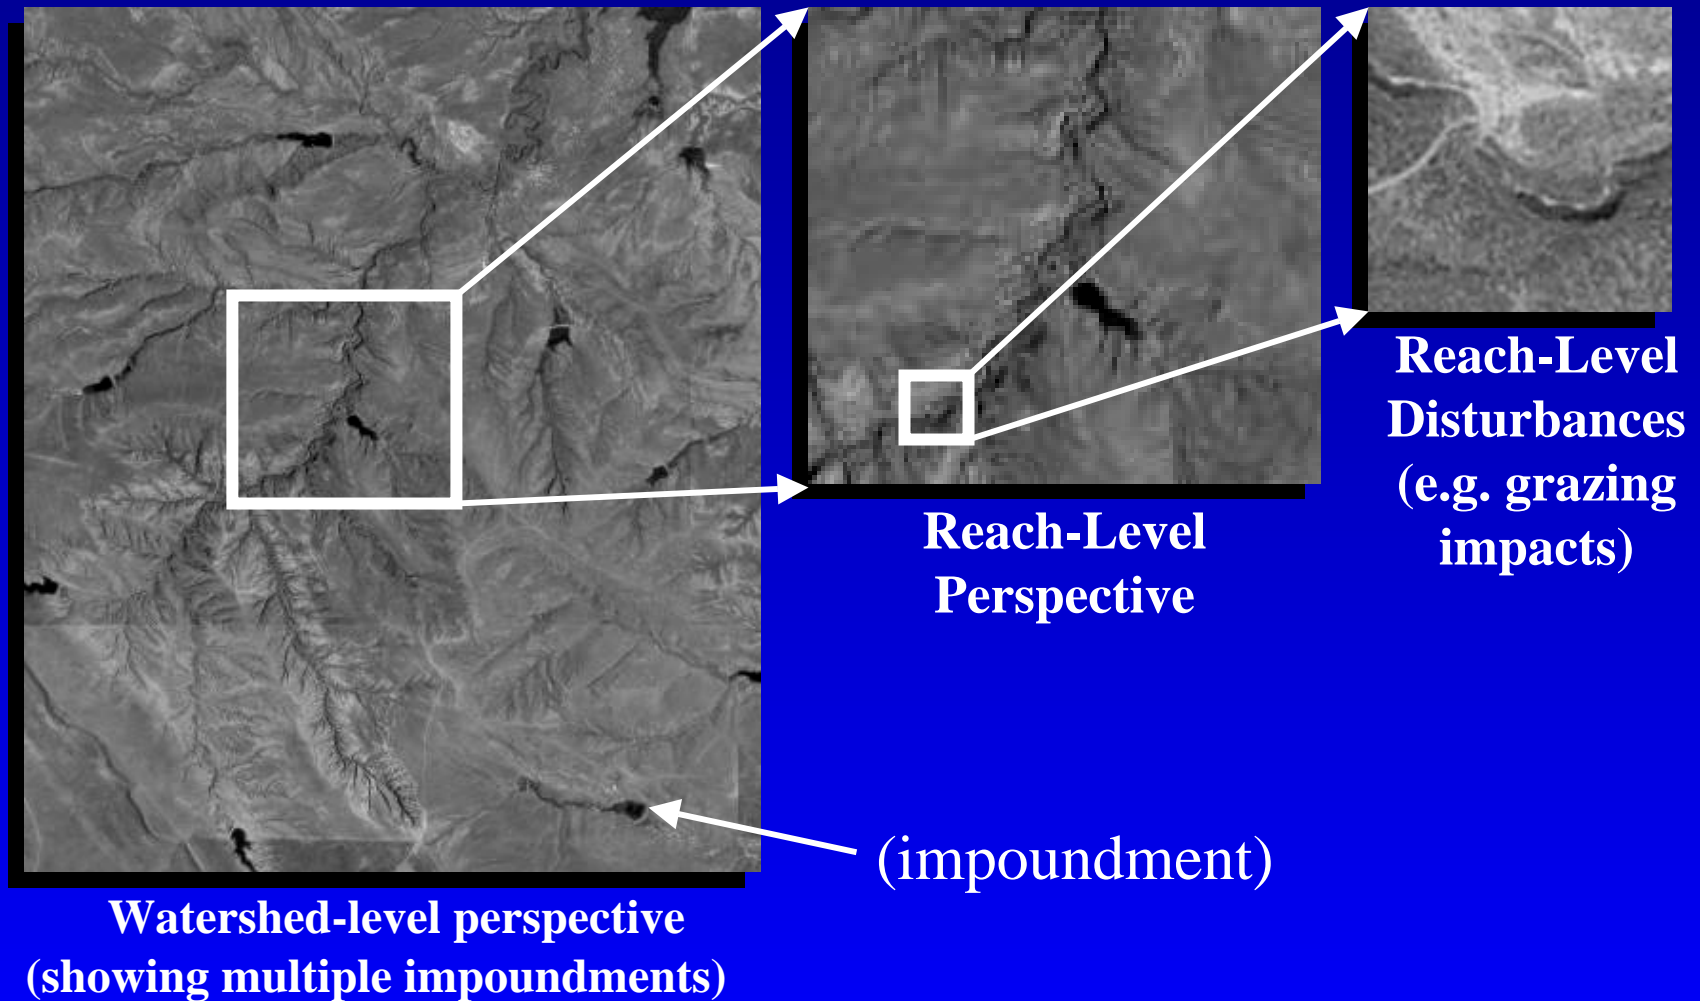 Reach-Level
Disturbances
(e.g. grazing
impacts)
Reach-Level
Perspective
(impoundment)
Watershed-level perspective
(showing multiple impoundments)